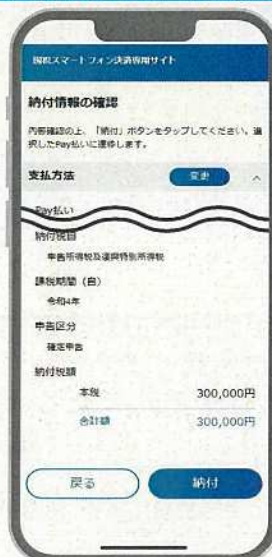 国税スマートフォン決済専用サイト
納付情報の確認
内容確認の上、「納付」ボタンをタップしてください。選
択したPay払いに遷移します。
支払方法
変更
Pay払い
納付税目
申告所得税及復興特別所得税
課税期間（自）
令和4年
申告区分
確定申告
納付税額
本税 300,000円
合計額 300,000円
戻る
納付